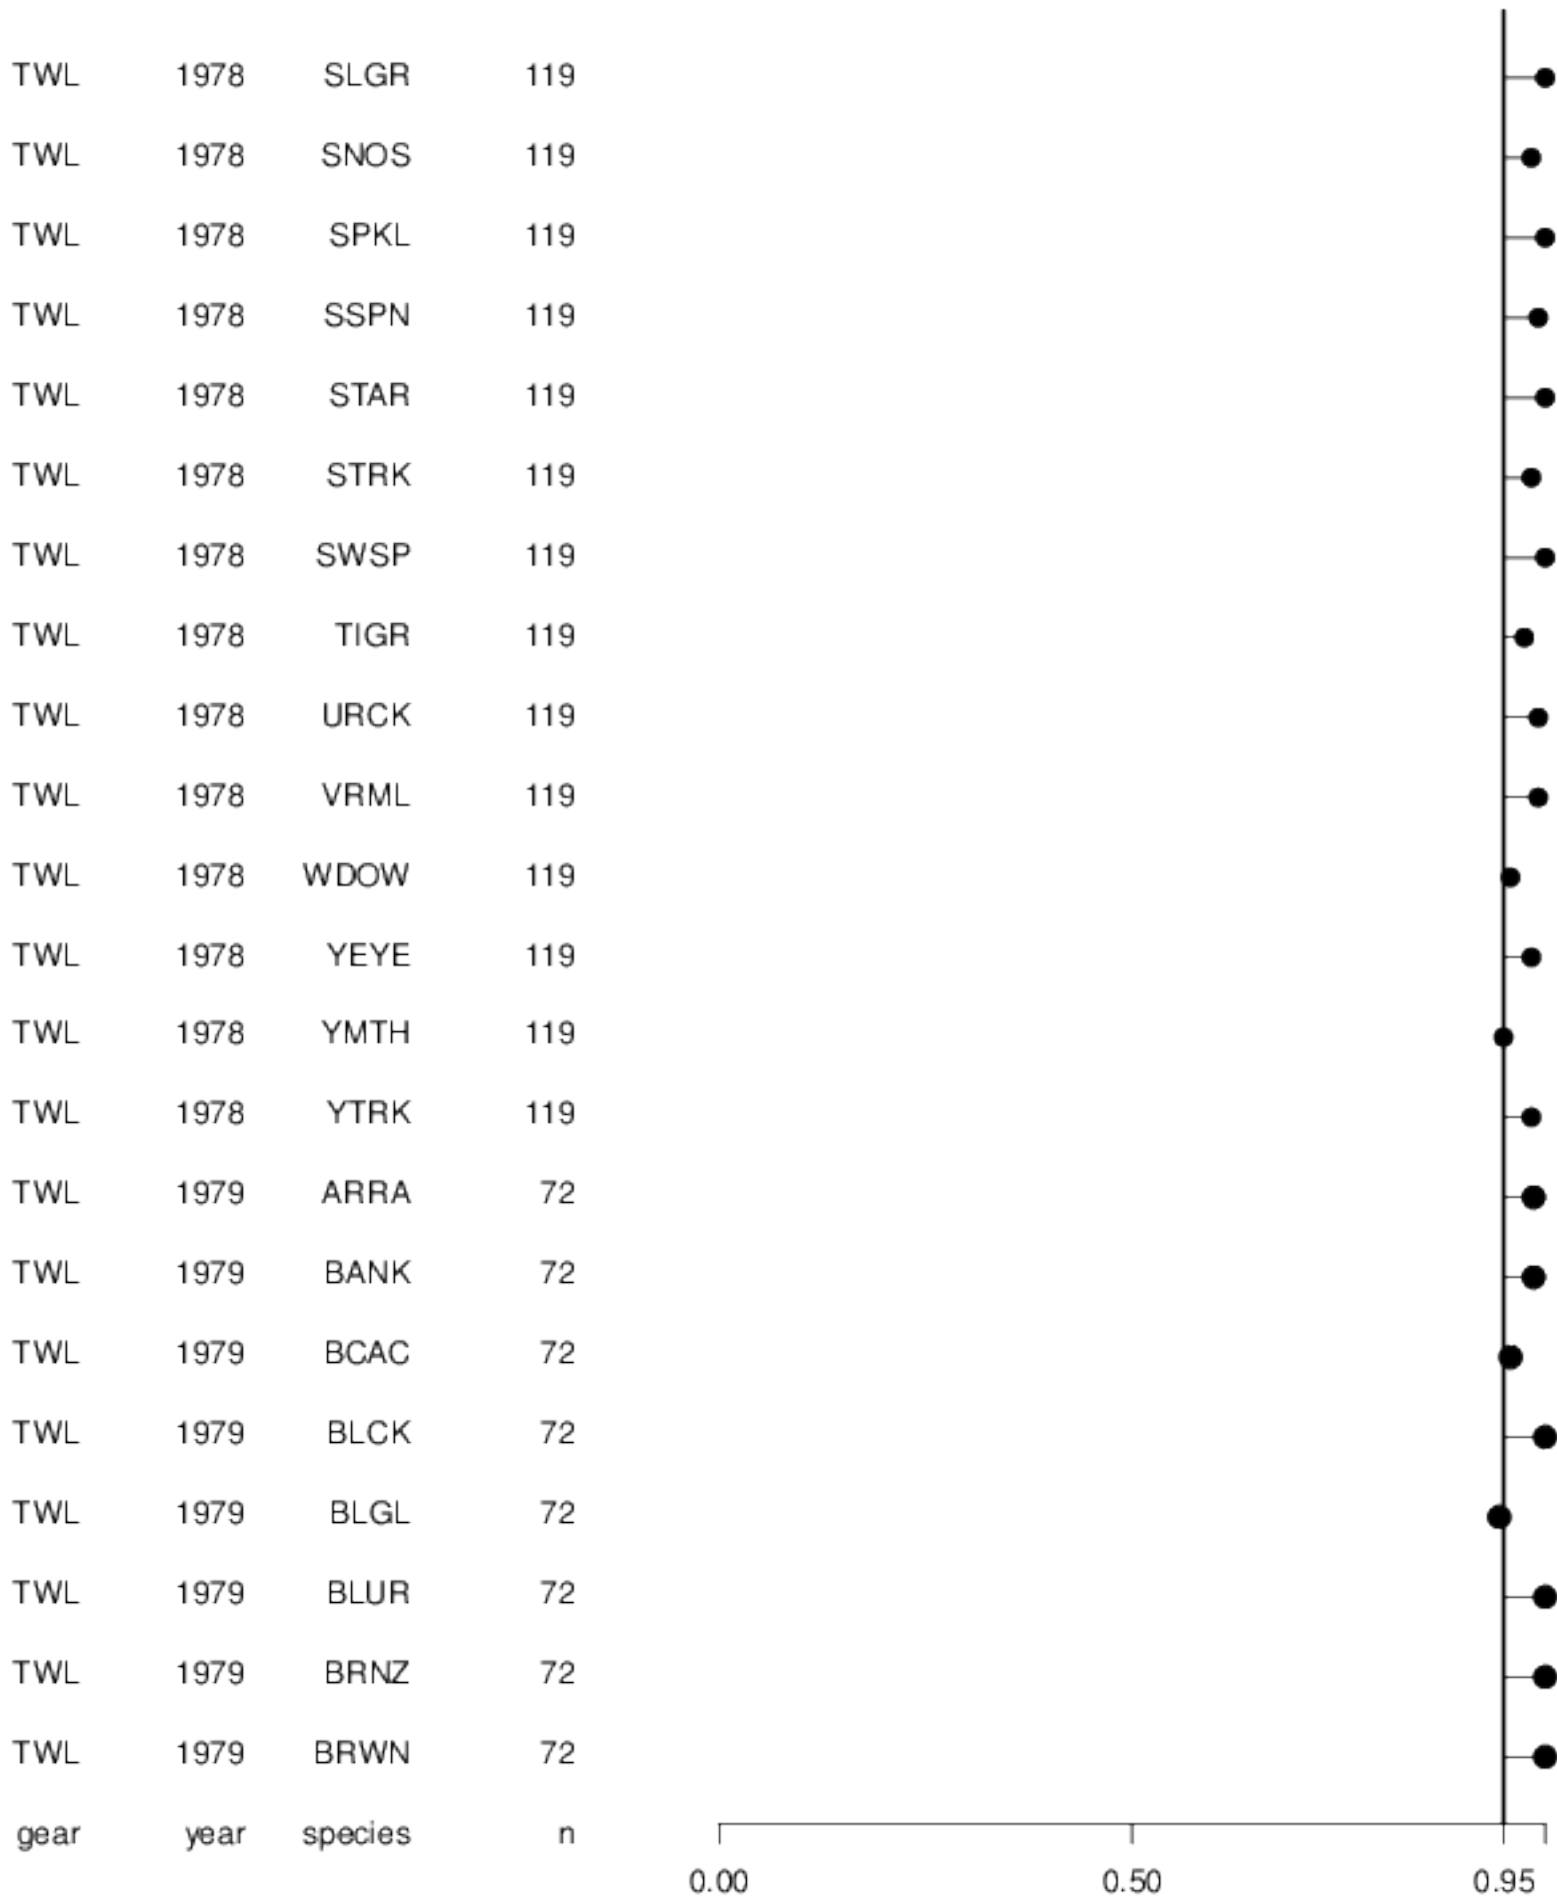 TWL 1978 SLGR 119
TWL 1978 SNOS 119
TWL 1978 SPKL 119
TWL 1978 SSPN 119
TWL 1978 STAR 119
TWL 1978 STRK 119
TWL 1978 SWSP 119
TWL 1978 TIGR 119
TWL 1978 URCK 119
TWL 1978 VRML 119
TWL 1978 WDOW 119
TWL 1978 YEYE 119
TWL 1978 YMTH 119
TWL 1978 YTRK 119
TWL 1979 ARRA 72
TWL 1979 BANK 72
TWL 1979 BCAC 72
TWL 1979 BLCK 72
TWL 1979 BLGL 72
TWL 1979 BLUR 72
TWL 1979 BRNZ 72
TWL 1979 BRWN 72
gear year species n
0.00 0.50 0.95